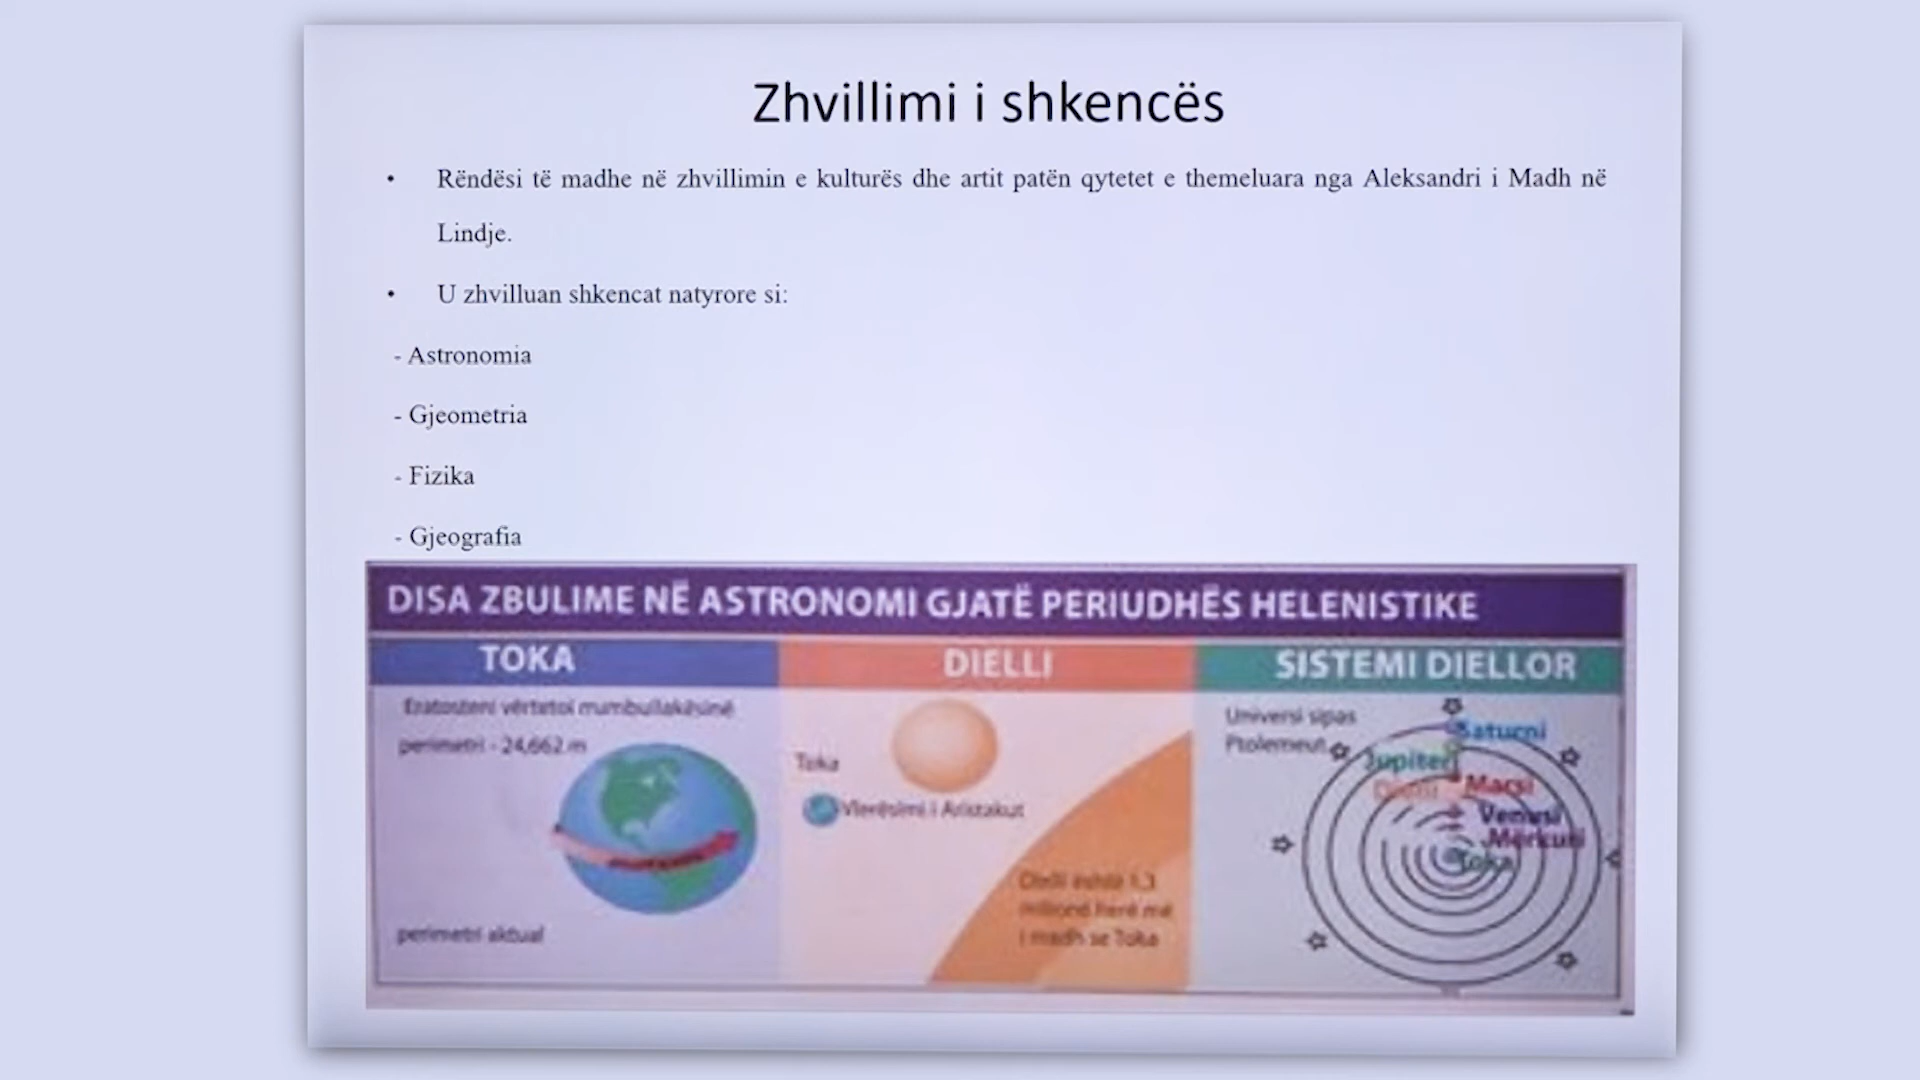 Zhvillimi i shkencës
• Rëndësi të madhe në zhvillimin e kulturës dhe artit patën qytetet e themeluara nga Aleksandri i Madh në
Lindje.
• U zhvilluan shkencat natyrore si:
- Astronomia
- Gjeometria
- Fizika
- Gjeografia
DISA ZBULIME NË ASTRONOMI GJATË PERIUDHËS HELENISTIKE
TOKA
Eratosteni vërtetoi rrumbullakësinë
perimetri - 24,662 m
perimetri aktual
DIELLI
Toka
Vlerësimi i Aristakut
Dielli është 1.3
milionë herë më
i madh se Toka
SISTEMI DIELLOR
Universi sipas
Ptolemeut
Saturni
Jupiteri
Marsi
Dielli
Venusi
Mërkuri
Toka